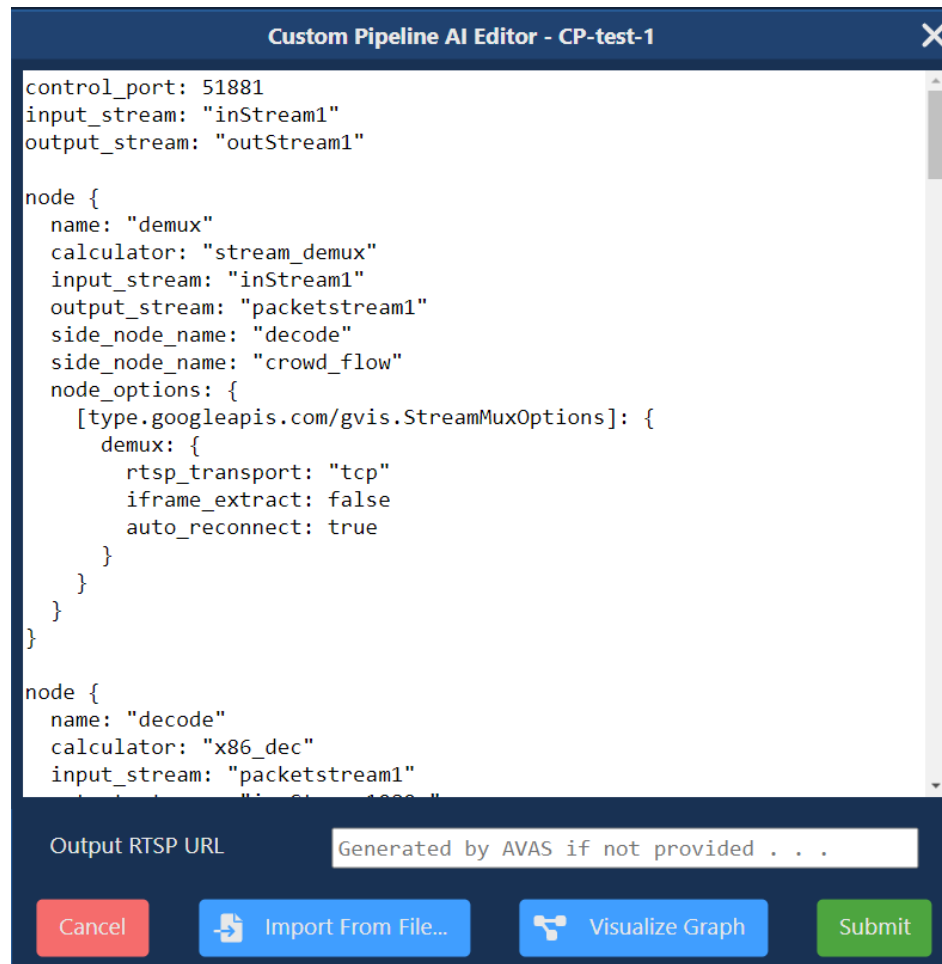 Custom Pipeline AI Editor - CP-test-1
control_port: 51881
input_stream: "inStream1"
output_stream: "outStream1"
node {
name: "demux"
calculator: "stream_demux"
input_stream: "inStream1"
output_stream: "packetstream1"
side_node_name: "decode"
side_node_name: "crowd_flow"
node_options: {
[type.googleapis.com/gvis.StreamMuxOptions]: {
demux: {
rtsp_transport: "tcp"
iframe_extract: false
auto_reconnect: true
}
}
}
}
node {
name: "decode"
calculator: "x86_dec"
input_stream: "packetstream1"
Output RTSP URL
Generated by AVAS if not provided . . .
Cancel
Import From File...
Visualize Graph
Submit